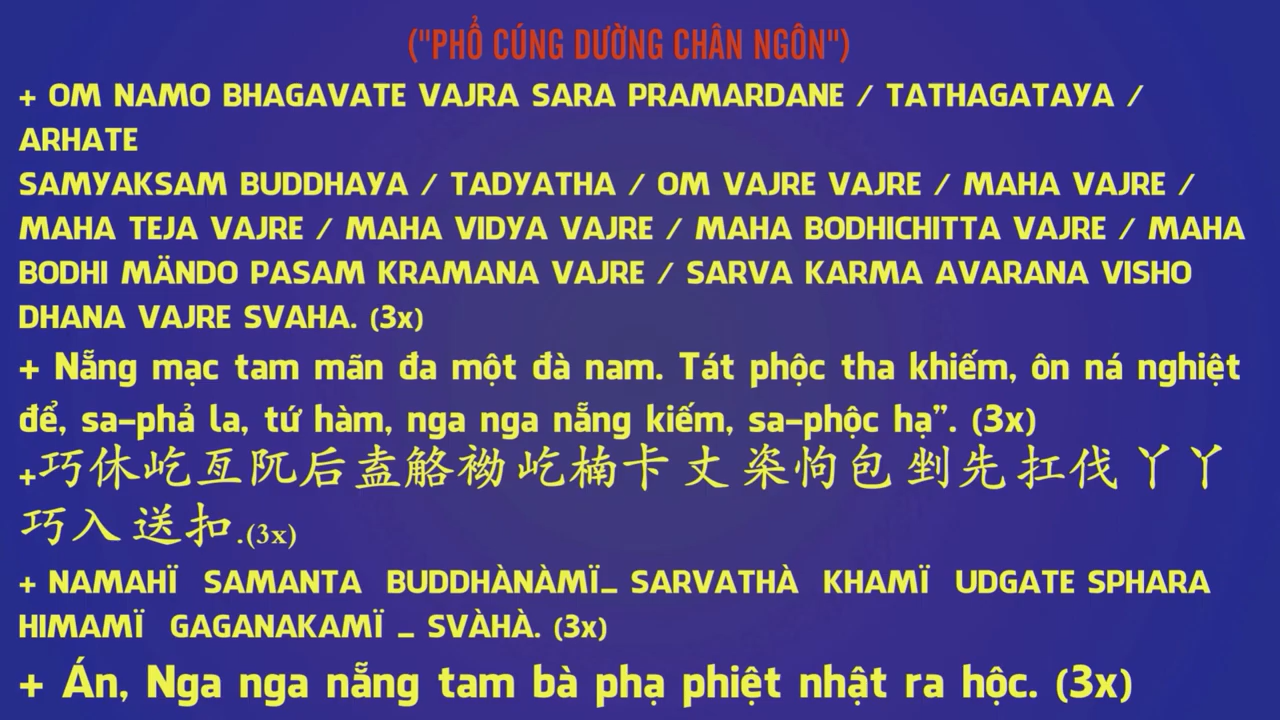 ("PHỔ CÚNG DƯỜNG CHÂN NGÔN")
+ OM NAMO BHAGAVATE VAJRA SARA PRAMARDANE / TATHAGATAYA /
ARHATE
SAMYAKSAM BUDDHAYA / TADYATHA / OM VAJRE VAJRE / MAHA VAJRE /
MAHA TEJA VAJRE / MAHA VIDYA VAJRE / MAHA BODHICHITTA VAJRE / MAHA
BODHI MÄNDO PASAM KRAMANA VAJRE / SARVA KARMA AVARANA VISHO
DHANA VAJRE SVAHA. (3x)
+ Nẵng mạc tam mãn đa một đà nam. Tát phộc tha khiếm, ôn ná nghiệt
để, sa-phả la, tứ hàm, nga nga nẵng kiếm, sa-phộc hạ”. (3x)
+巧休屹亙阢后盍觡袎屹楠卡丈栥怐包剉先扛伐丫丫
巧入送扣.(3x)
+ NAMAHÏ SAMANTA BUDDHÀNÀMÏ_ SARVATHÀ KHAMÏ UDGATE SPHARA
HIMAMÏ GAGANAKAMÏ _ SVÀHÀ. (3x)
+ Án, Nga nga nẵng tam bà phạ phiệt nhật ra hộc. (3x)